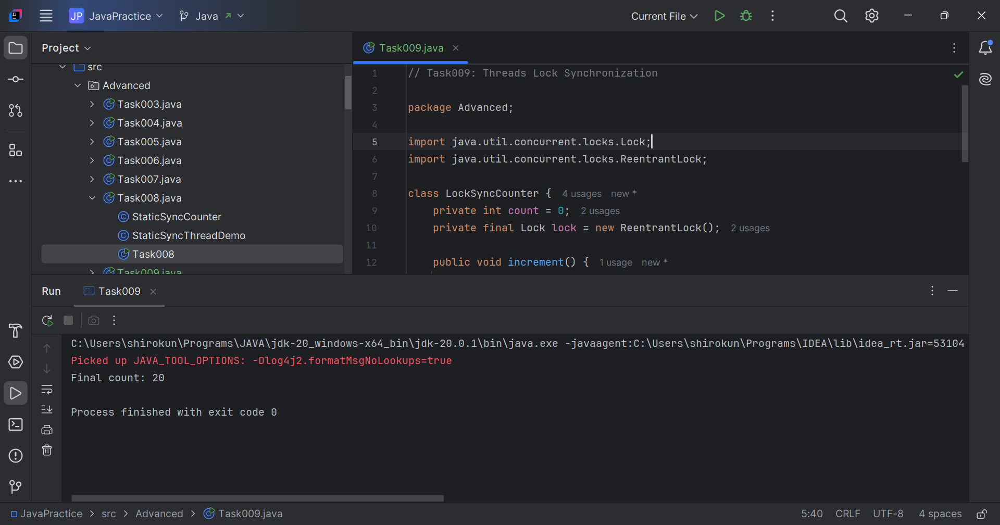 JP JavaPractice Java Current File
Project
src
Advanced
Task003.java
Task004.java
Task005.java
Task006.java
Task007.java
Task008.java
StaticSyncCounter
StaticSyncThreadDemo
Task008
Task009.java
Task009.java
1 // Task009: Threads Lock Synchronization
2
3 package Advanced;
4
5 import java.util.concurrent.locks.Lock;
6 import java.util.concurrent.locks.ReentrantLock;
7
8 class LockSyncCounter { 4 usages new *
9 private int count = 0; 2 usages
10 private final Lock lock = new ReentrantLock(); 2 usages
11
12 public void increment() { 1 usage new *
Run Task009
C:\Users\shirokun\Programs\JAVA\jdk-20_windows-x64_bin\jdk-20.0.1\bin\java.exe -javaagent:C:\Users\shirokun\Programs\IDEA\lib\idea_rt.jar=53104
Picked up JAVA_TOOL_OPTIONS: -Dlog4j2.formatMsgNoLookups=true
Final count: 20
Process finished with exit code 0
JavaPractice > src > Advanced > Task009.java 5:40 CRLF UTF-8 4 spaces